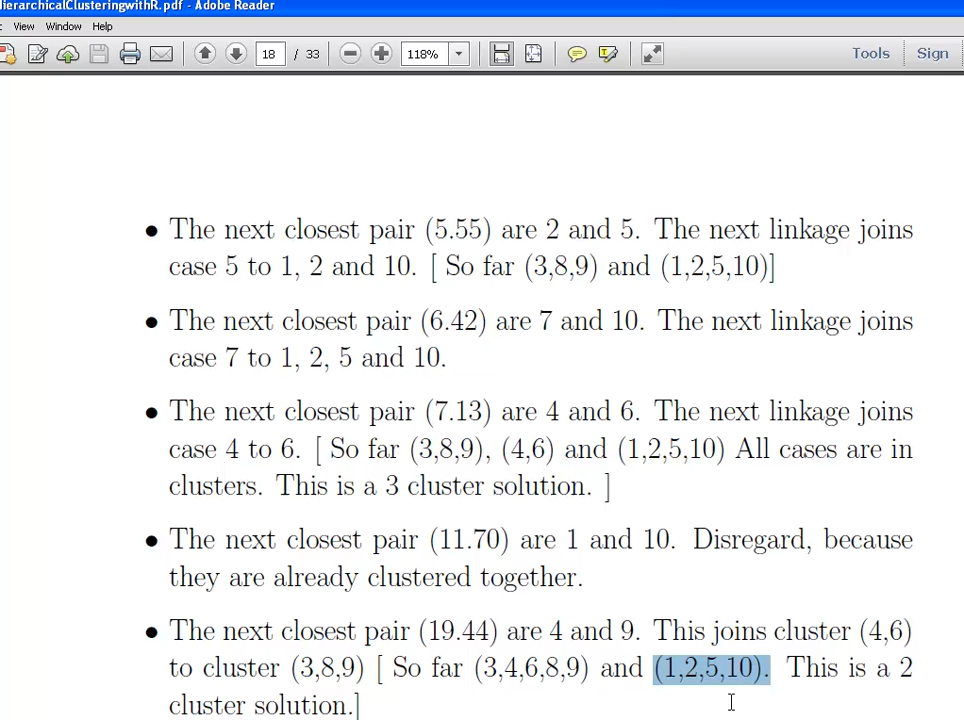 HierarchicalClusteringwithR.pdf - Adobe Reader
View Window Help
18 / 33 118% Tools Sign
• The next closest pair (5.55) are 2 and 5. The next linkage joins
case 5 to 1, 2 and 10. [ So far (3,8,9) and (1,2,5,10)]
• The next closest pair (6.42) are 7 and 10. The next linkage joins
case 7 to 1, 2, 5 and 10.
• The next closest pair (7.13) are 4 and 6. The next linkage joins
case 4 to 6. [ So far (3,8,9), (4,6) and (1,2,5,10) All cases are in
clusters. This is a 3 cluster solution. ]
• The next closest pair (11.70) are 1 and 10. Disregard, because
they are already clustered together.
• The next closest pair (19.44) are 4 and 9. This joins cluster (4,6)
to cluster (3,8,9) [ So far (3,4,6,8,9) and (1,2,5,10). This is a 2
cluster solution.]